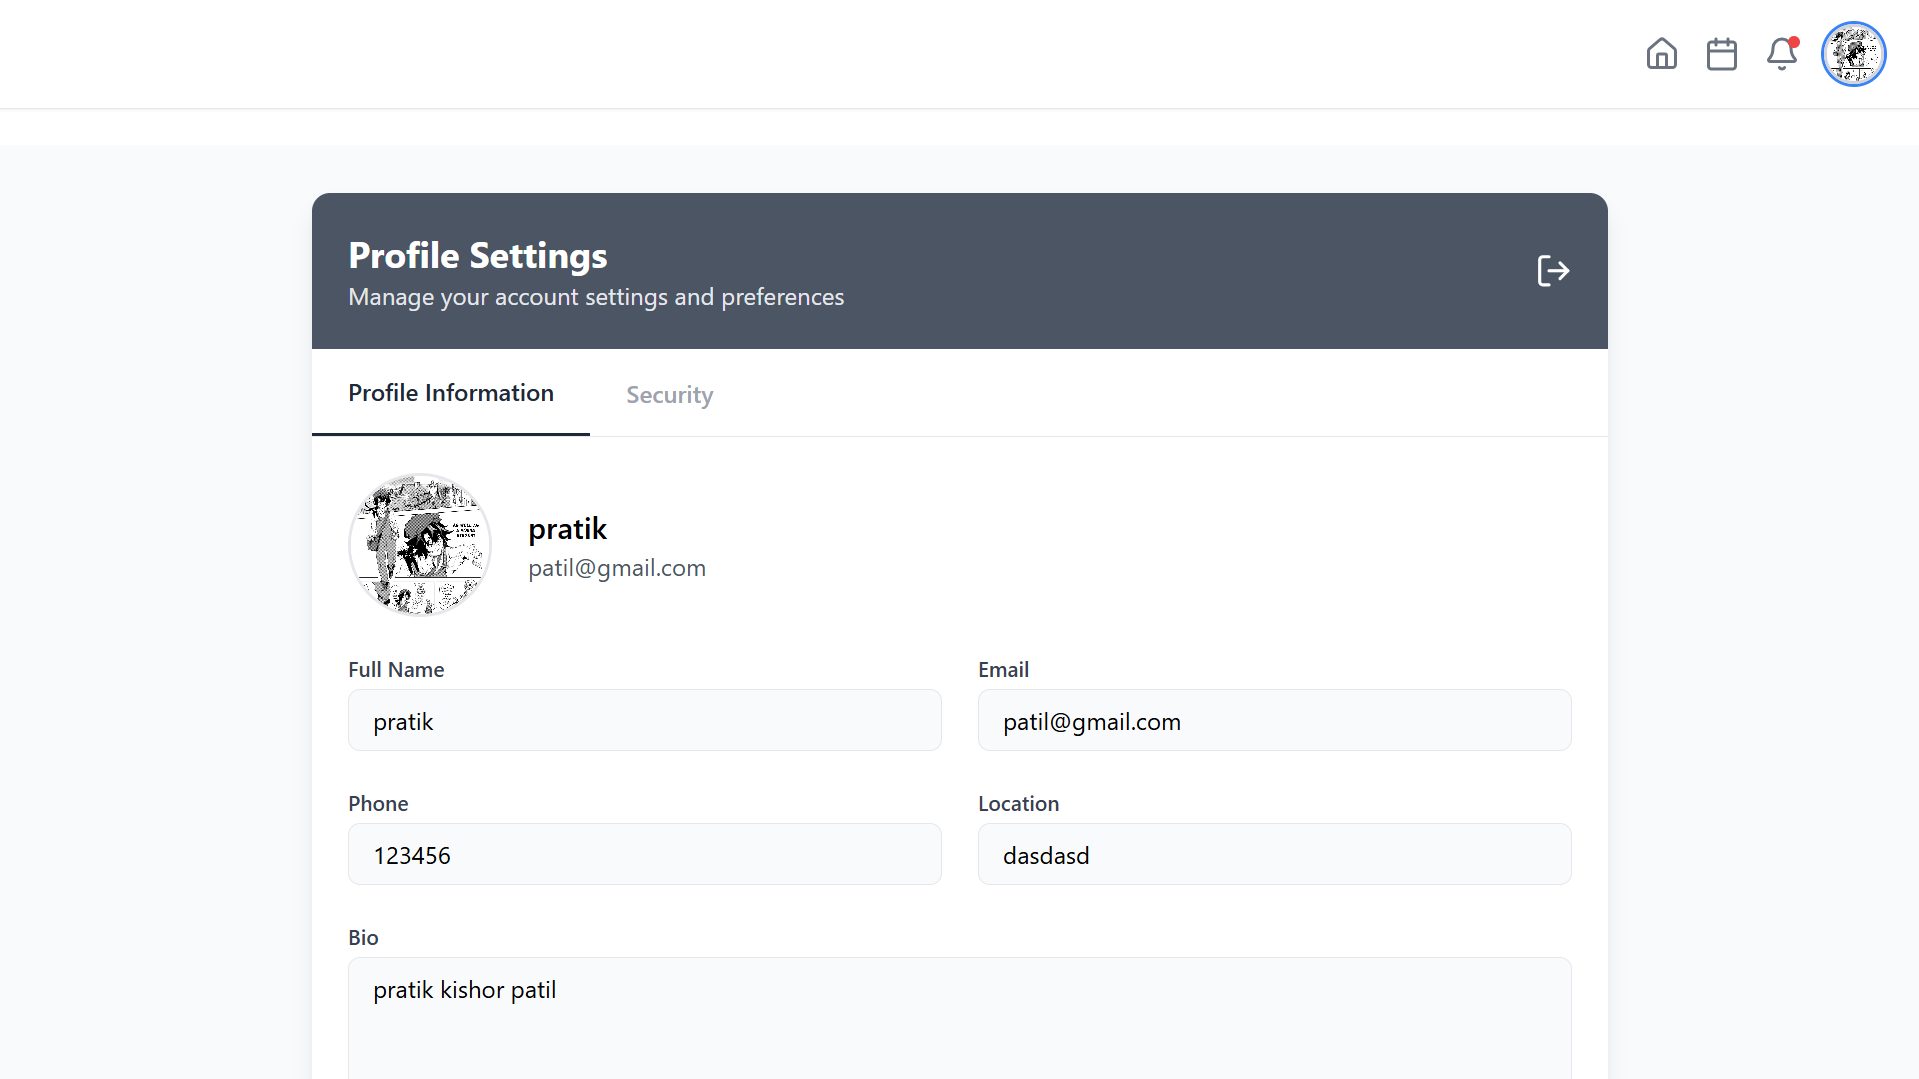 Profile Settings
Manage your account settings and preferences
Profile Information
Security
pratik
patil@gmail.com
Full Name
Email
pratik
patil@gmail.com
Phone
Location
123456
dasdasd
Bio
pratik kishor patil